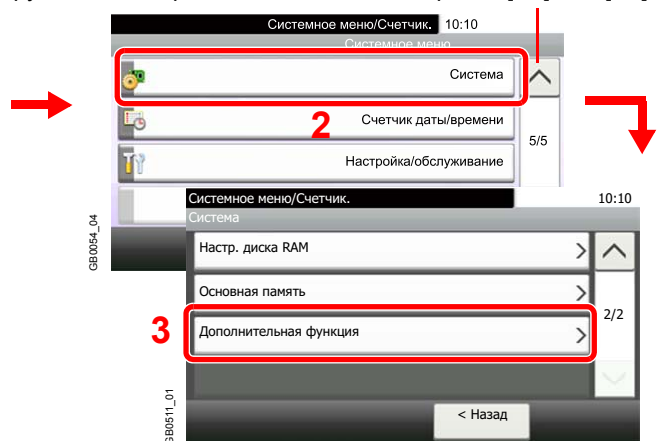 Системное меню/Счетчик. 10:10
Системное меню
Система
2
Счетчик даты/времени
5/5
Настройка/обслуживание
GB0054_04
Системное меню/Счетчик. 10:10
Система
Настр. диска RAM
Основная память
2/2
3
Дополнительная функция
GB0511_01
< Назад